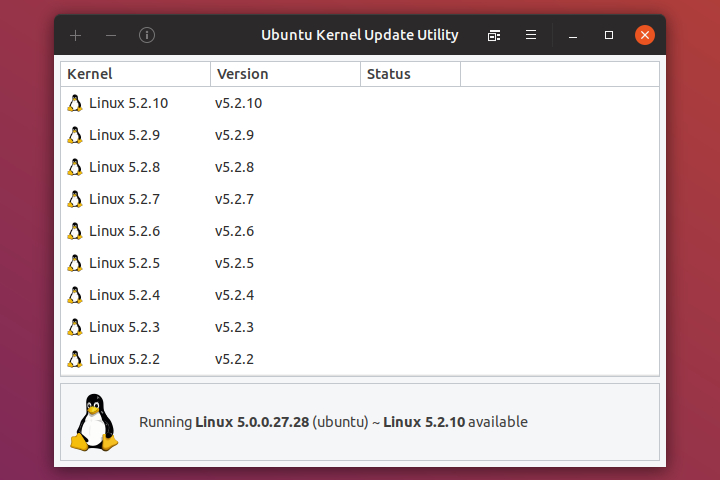 Ubuntu Kernel Update Utility
Kernel Version Status
Linux 5.2.10 v5.2.10
Linux 5.2.9 v5.2.9
Linux 5.2.8 v5.2.8
Linux 5.2.7 v5.2.7
Linux 5.2.6 v5.2.6
Linux 5.2.5 v5.2.5
Linux 5.2.4 v5.2.4
Linux 5.2.3 v5.2.3
Linux 5.2.2 v5.2.2
Running Linux 5.0.0.27.28 (ubuntu) ~ Linux 5.2.10 available